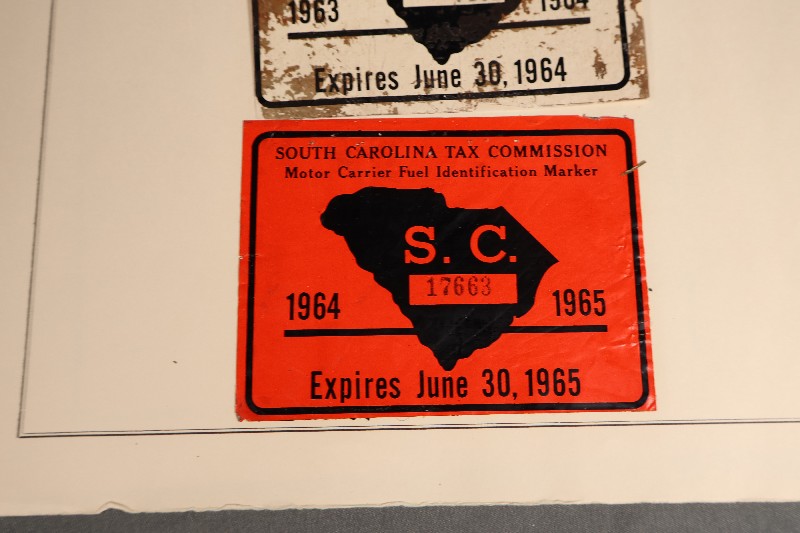 1963 1964
Expires June 30, 1964
SOUTH CAROLINA TAX COMMISSION
Motor Carrier Fuel Identification Marker
S. C.
17663
1964 1965
Expires June 30, 1965